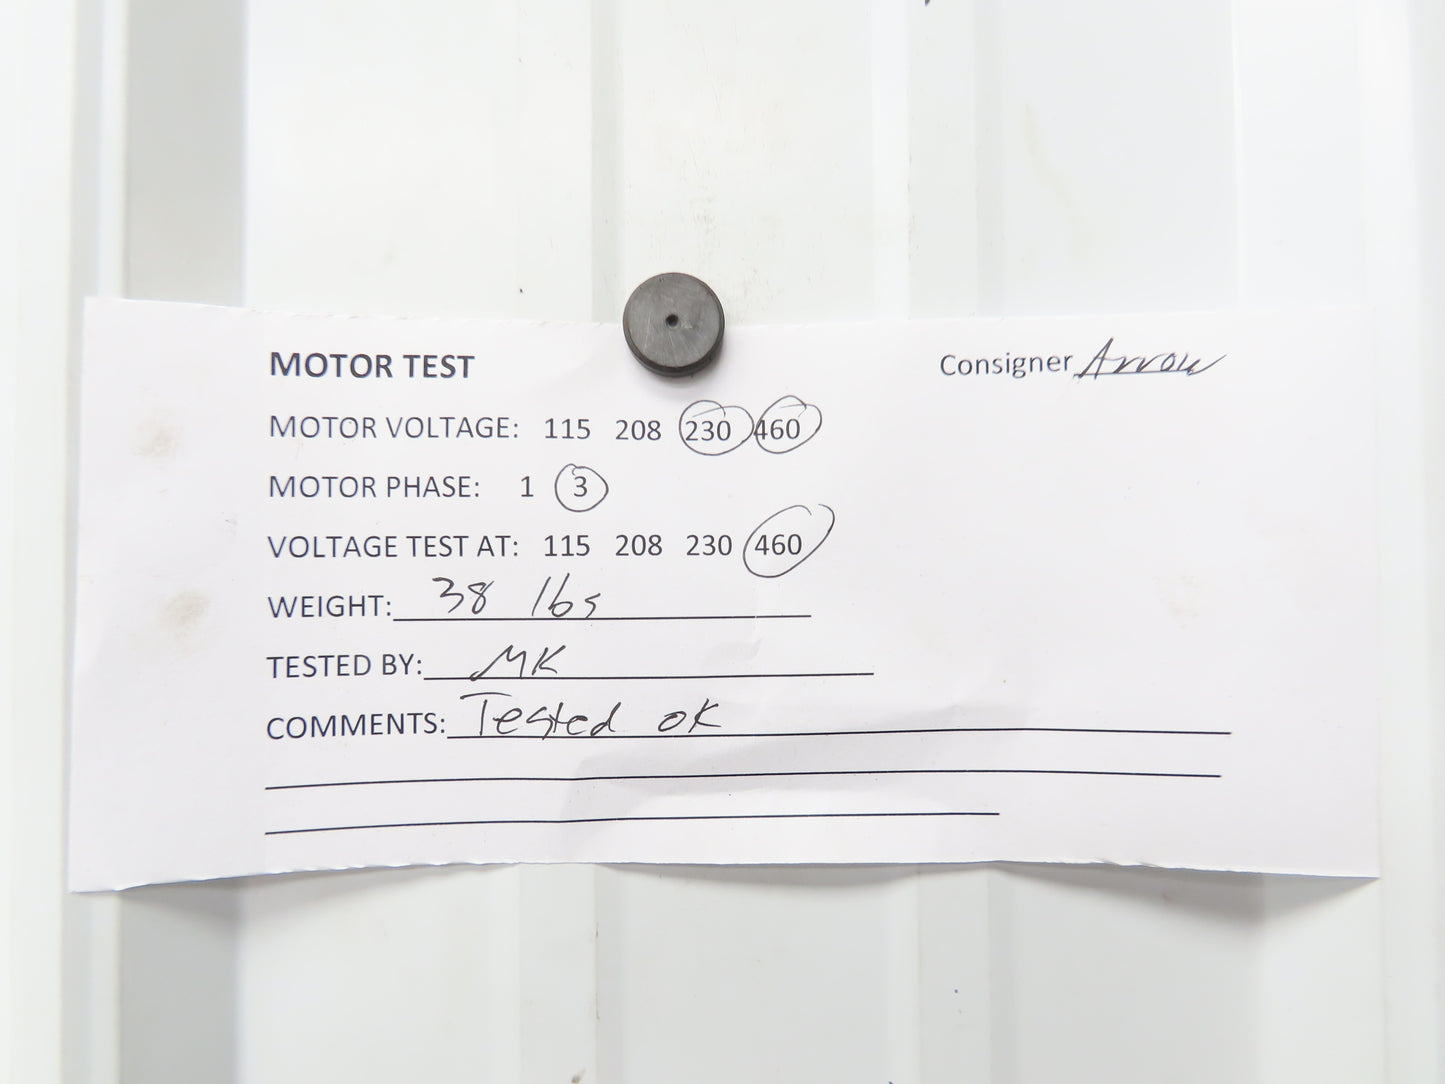 MOTOR TEST Consigner Arrow
MOTOR VOLTAGE: 115 208 230 460
MOTOR PHASE: 1 3
VOLTAGE TEST AT: 115 208 230 460
WEIGHT: 38 lbs
TESTED BY: MK
COMMENTS: Tested OK